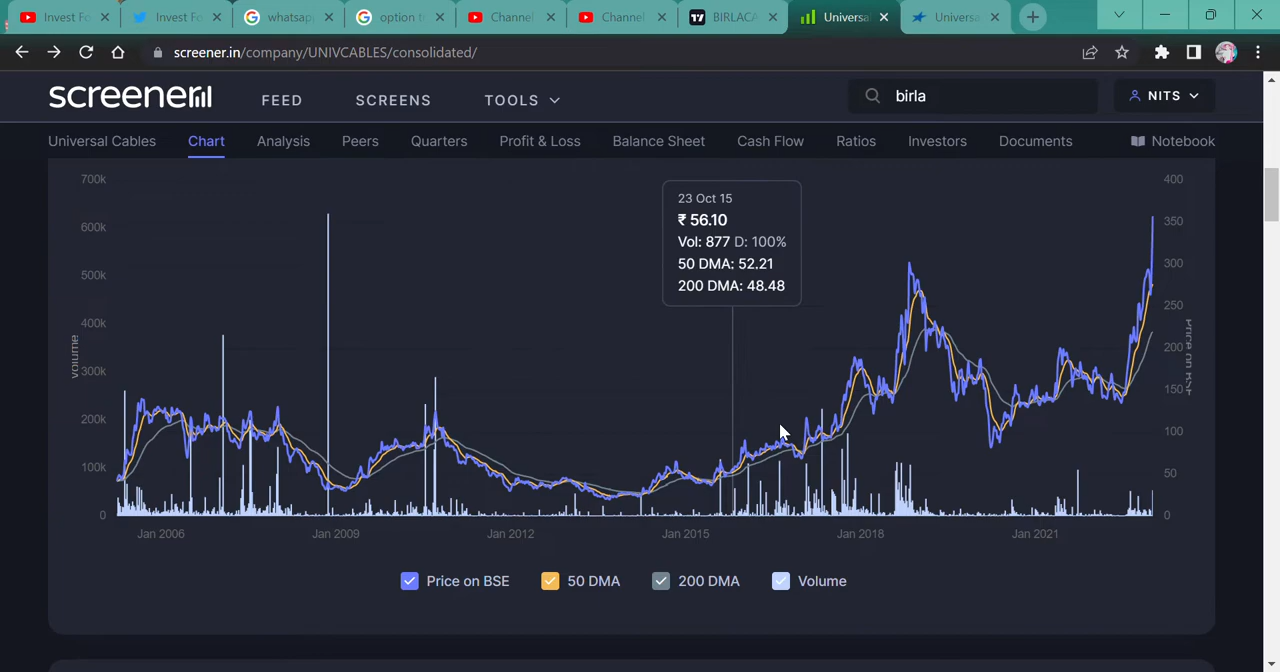 Invest Fo
Invest Fo
whatsap
option t
Channel
Channel
BIRLACA
Universa
Universa
screener.in/company/UNIVCABLES/consolidated/
screener
FEED
SCREENS
TOOLS
birla
NITS
Universal Cables
Chart
Analysis
Peers
Quarters
Profit & Loss
Balance Sheet
Cash Flow
Ratios
Investors
Documents
Notebook
700k
600k
500k
400k
300k
200k
100k
0
Volume
23 Oct 15
₹ 56.10
Vol: 877 D: 100%
50 DMA: 52.21
200 DMA: 48.48
400
350
300
250
200
150
100
50
0
Jan 2006
Jan 2009
Jan 2012
Jan 2015
Jan 2018
Jan 2021
Price on BSE
50 DMA
200 DMA
Volume